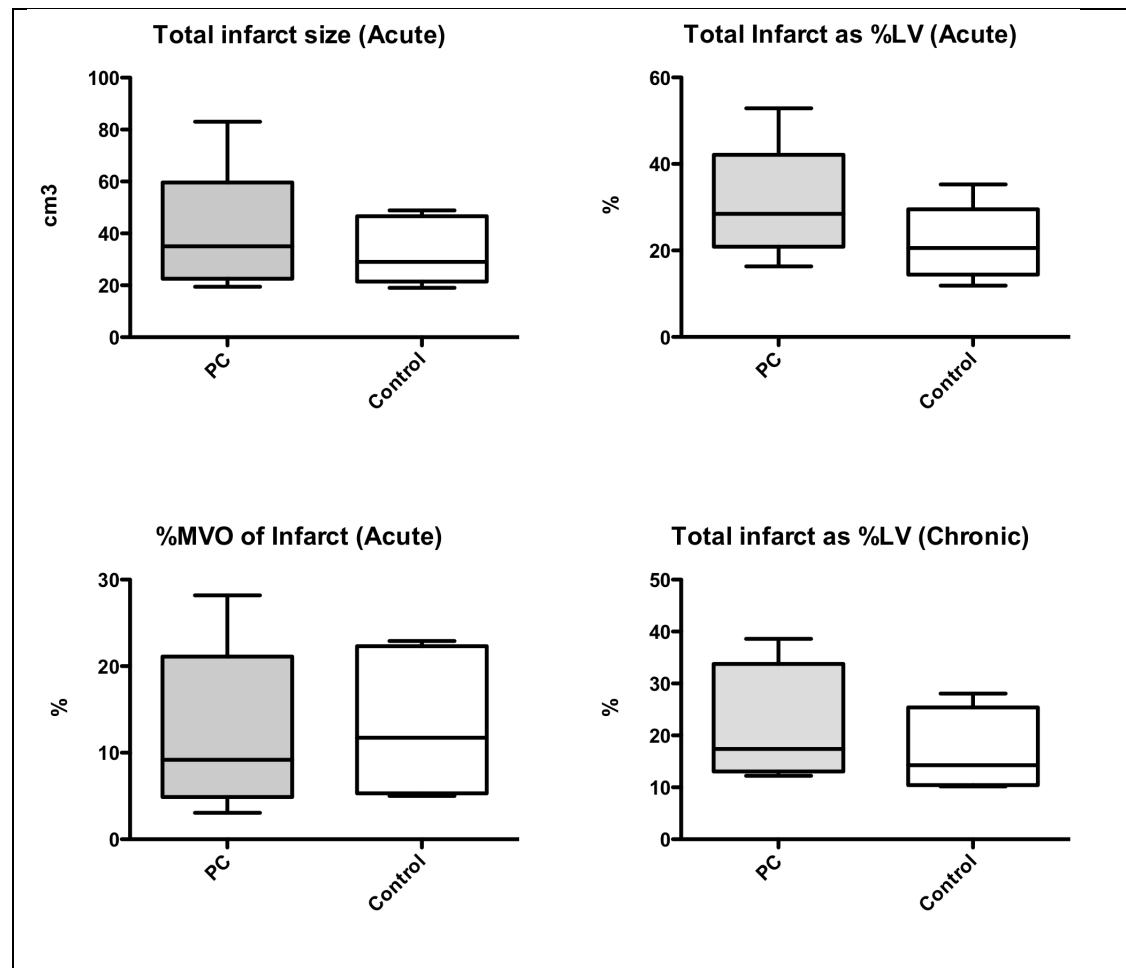 Total infarct size (Acute)
100
80
60
40
20
0
cm3
PC
Control
Total Infarct as %LV (Acute)
60
40
20
0
%
PC
Control
%MVO of Infarct (Acute)
30
20
10
0
%
PC
Control
Total infarct as %LV (Chronic)
50
40
30
20
10
0
%
PC
Control